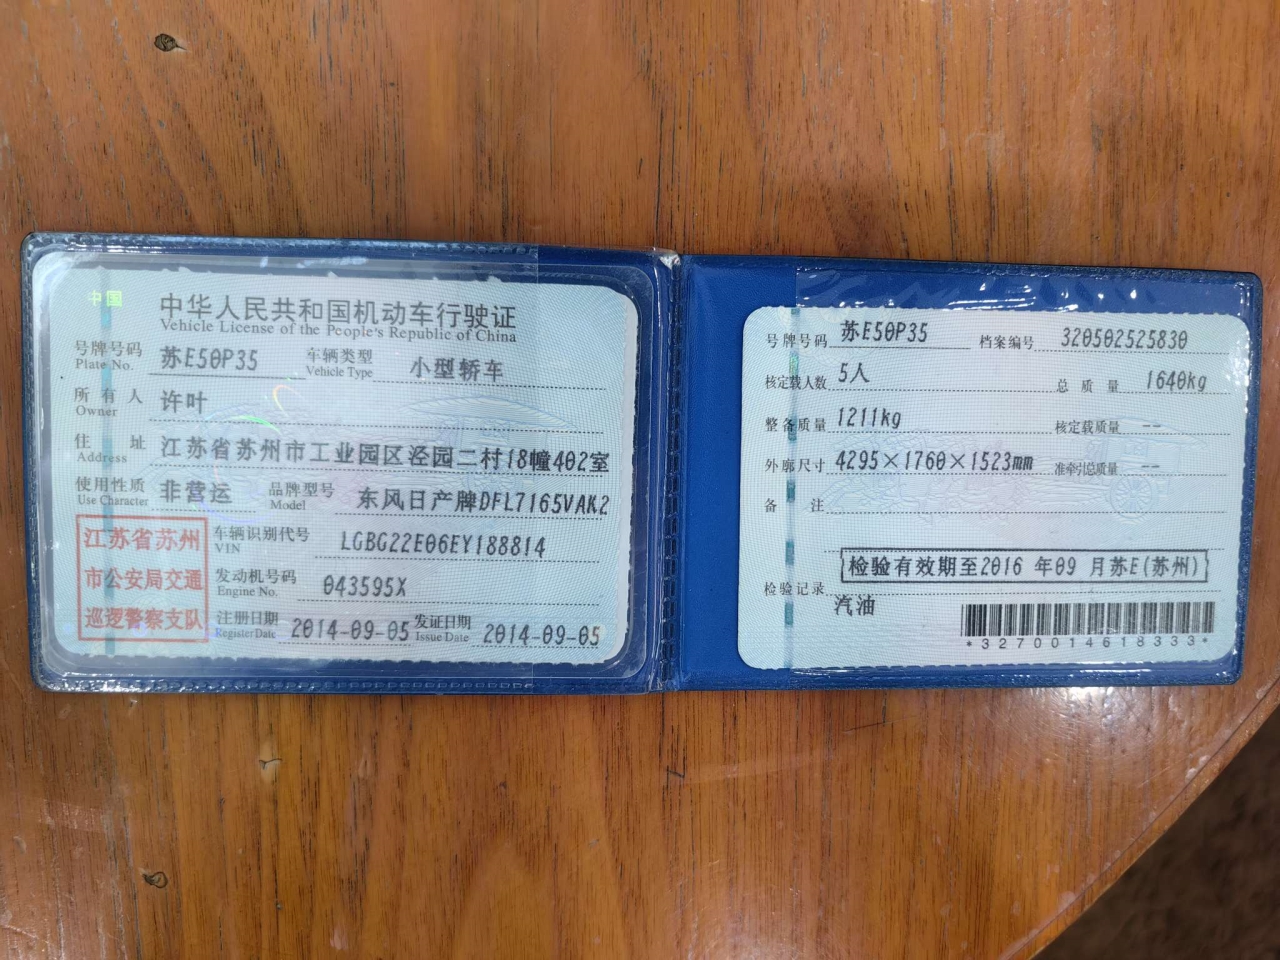 中国
中华人民共和国机动车行驶证
Vehicle License of the People's Republic of China
号牌号码 苏E50P35 车辆类型 小型轿车
Plate No. Vehicle Type
所有人 许叶
Owner
住址 江苏省苏州市工业园区泾园二村18幢402室
Address
使用性质 非营运 品牌型号 东风日产牌DFL7165VAK2
Use Character Model
江苏省苏州
市公安局交通
巡逻警察支队
车辆识别代号 LGBG22E06EY188814
VIN
发动机号码 043595X
Engine No.
注册日期 2014-09-05 发证日期 2014-09-05
Register Date Issue Date
号牌号码 苏E50P35 档案编号 320502525830
核定载人数 5人 总质量 1640kg
整备质量 1211kg 核定载质量 --
外廓尺寸 4295×1760×1523mm 准牵引总质量 --
备注
检验记录 检验有效期至2016 年09 月苏E(苏州)
汽油
*3270014618333*